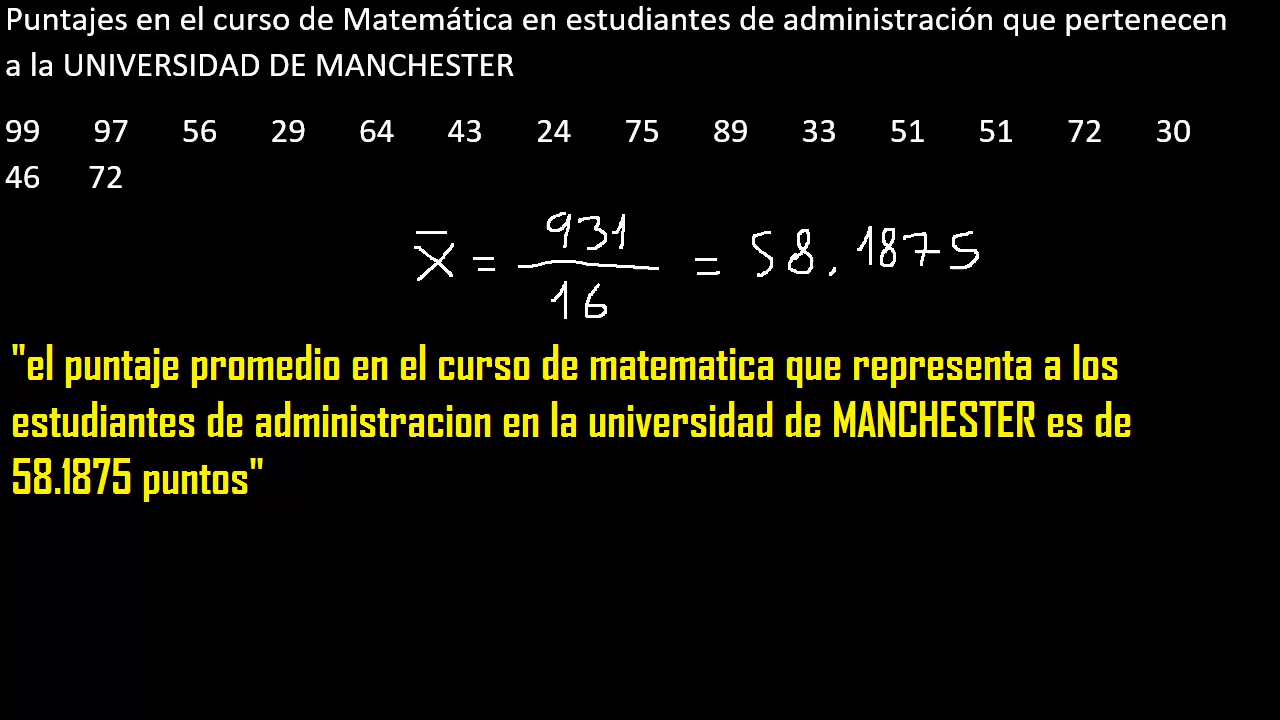 Puntajes en el curso de Matemática en estudiantes de administración que pertenecen
a la UNIVERSIDAD DE MANCHESTER
99 97 56 29 64 43 24 75 89 33 51 51 72 30
46 72
x̄ = 931 / 16 = 58.1875
"el puntaje promedio en el curso de matematica que representa a los
estudiantes de administracion en la universidad de MANCHESTER es de
58.1875 puntos"